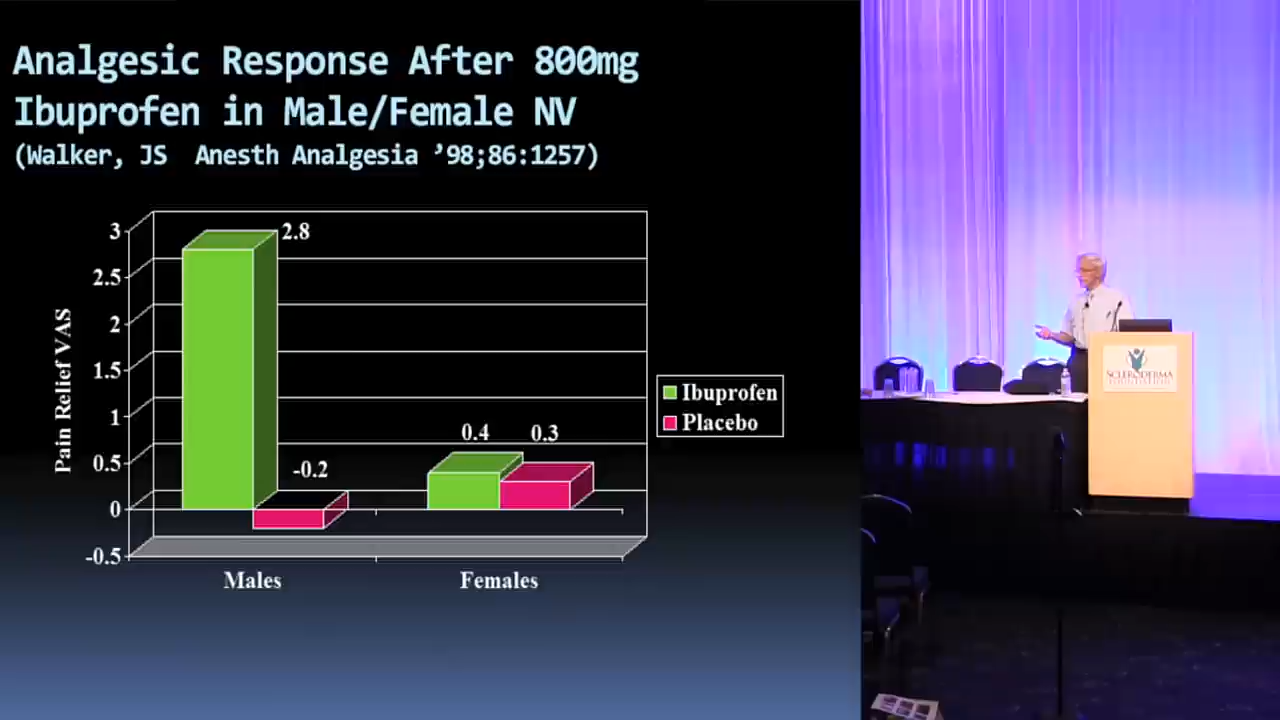 Analgesic Response After 800mg
Ibuprofen in Male/Female NV
(Walker, JS Anesth Analgesia ’98;86:1257)
Pain Relief VAS
3
2.5
2
1.5
1
0.5
0
-0.5
2.8
-0.2
0.4
0.3
Males
Females
Ibuprofen
Placebo
SCLERODERMA
FOUNDATION